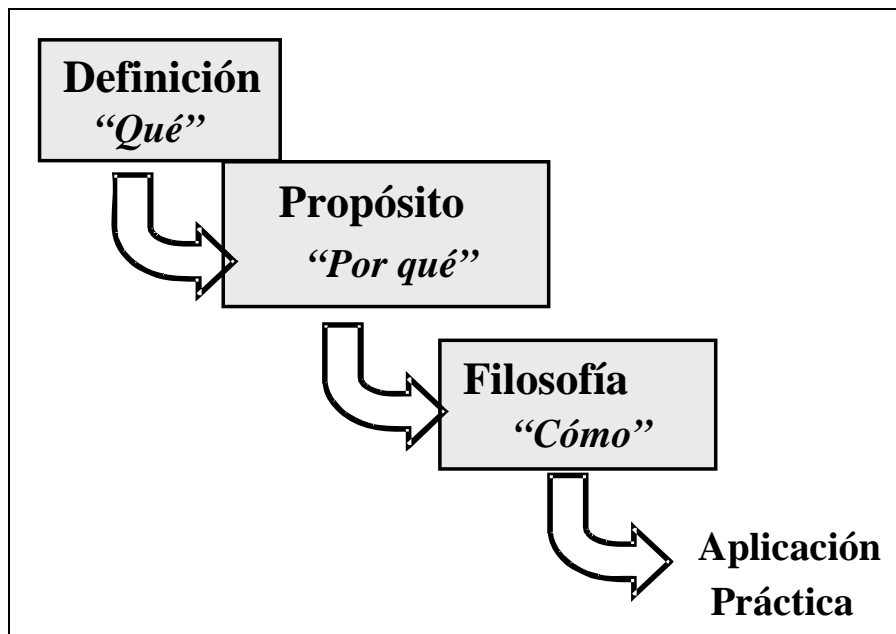 Definición
“Qué”
Propósito
“Por qué”
Filosofía
“Cómo”
Aplicación
Práctica